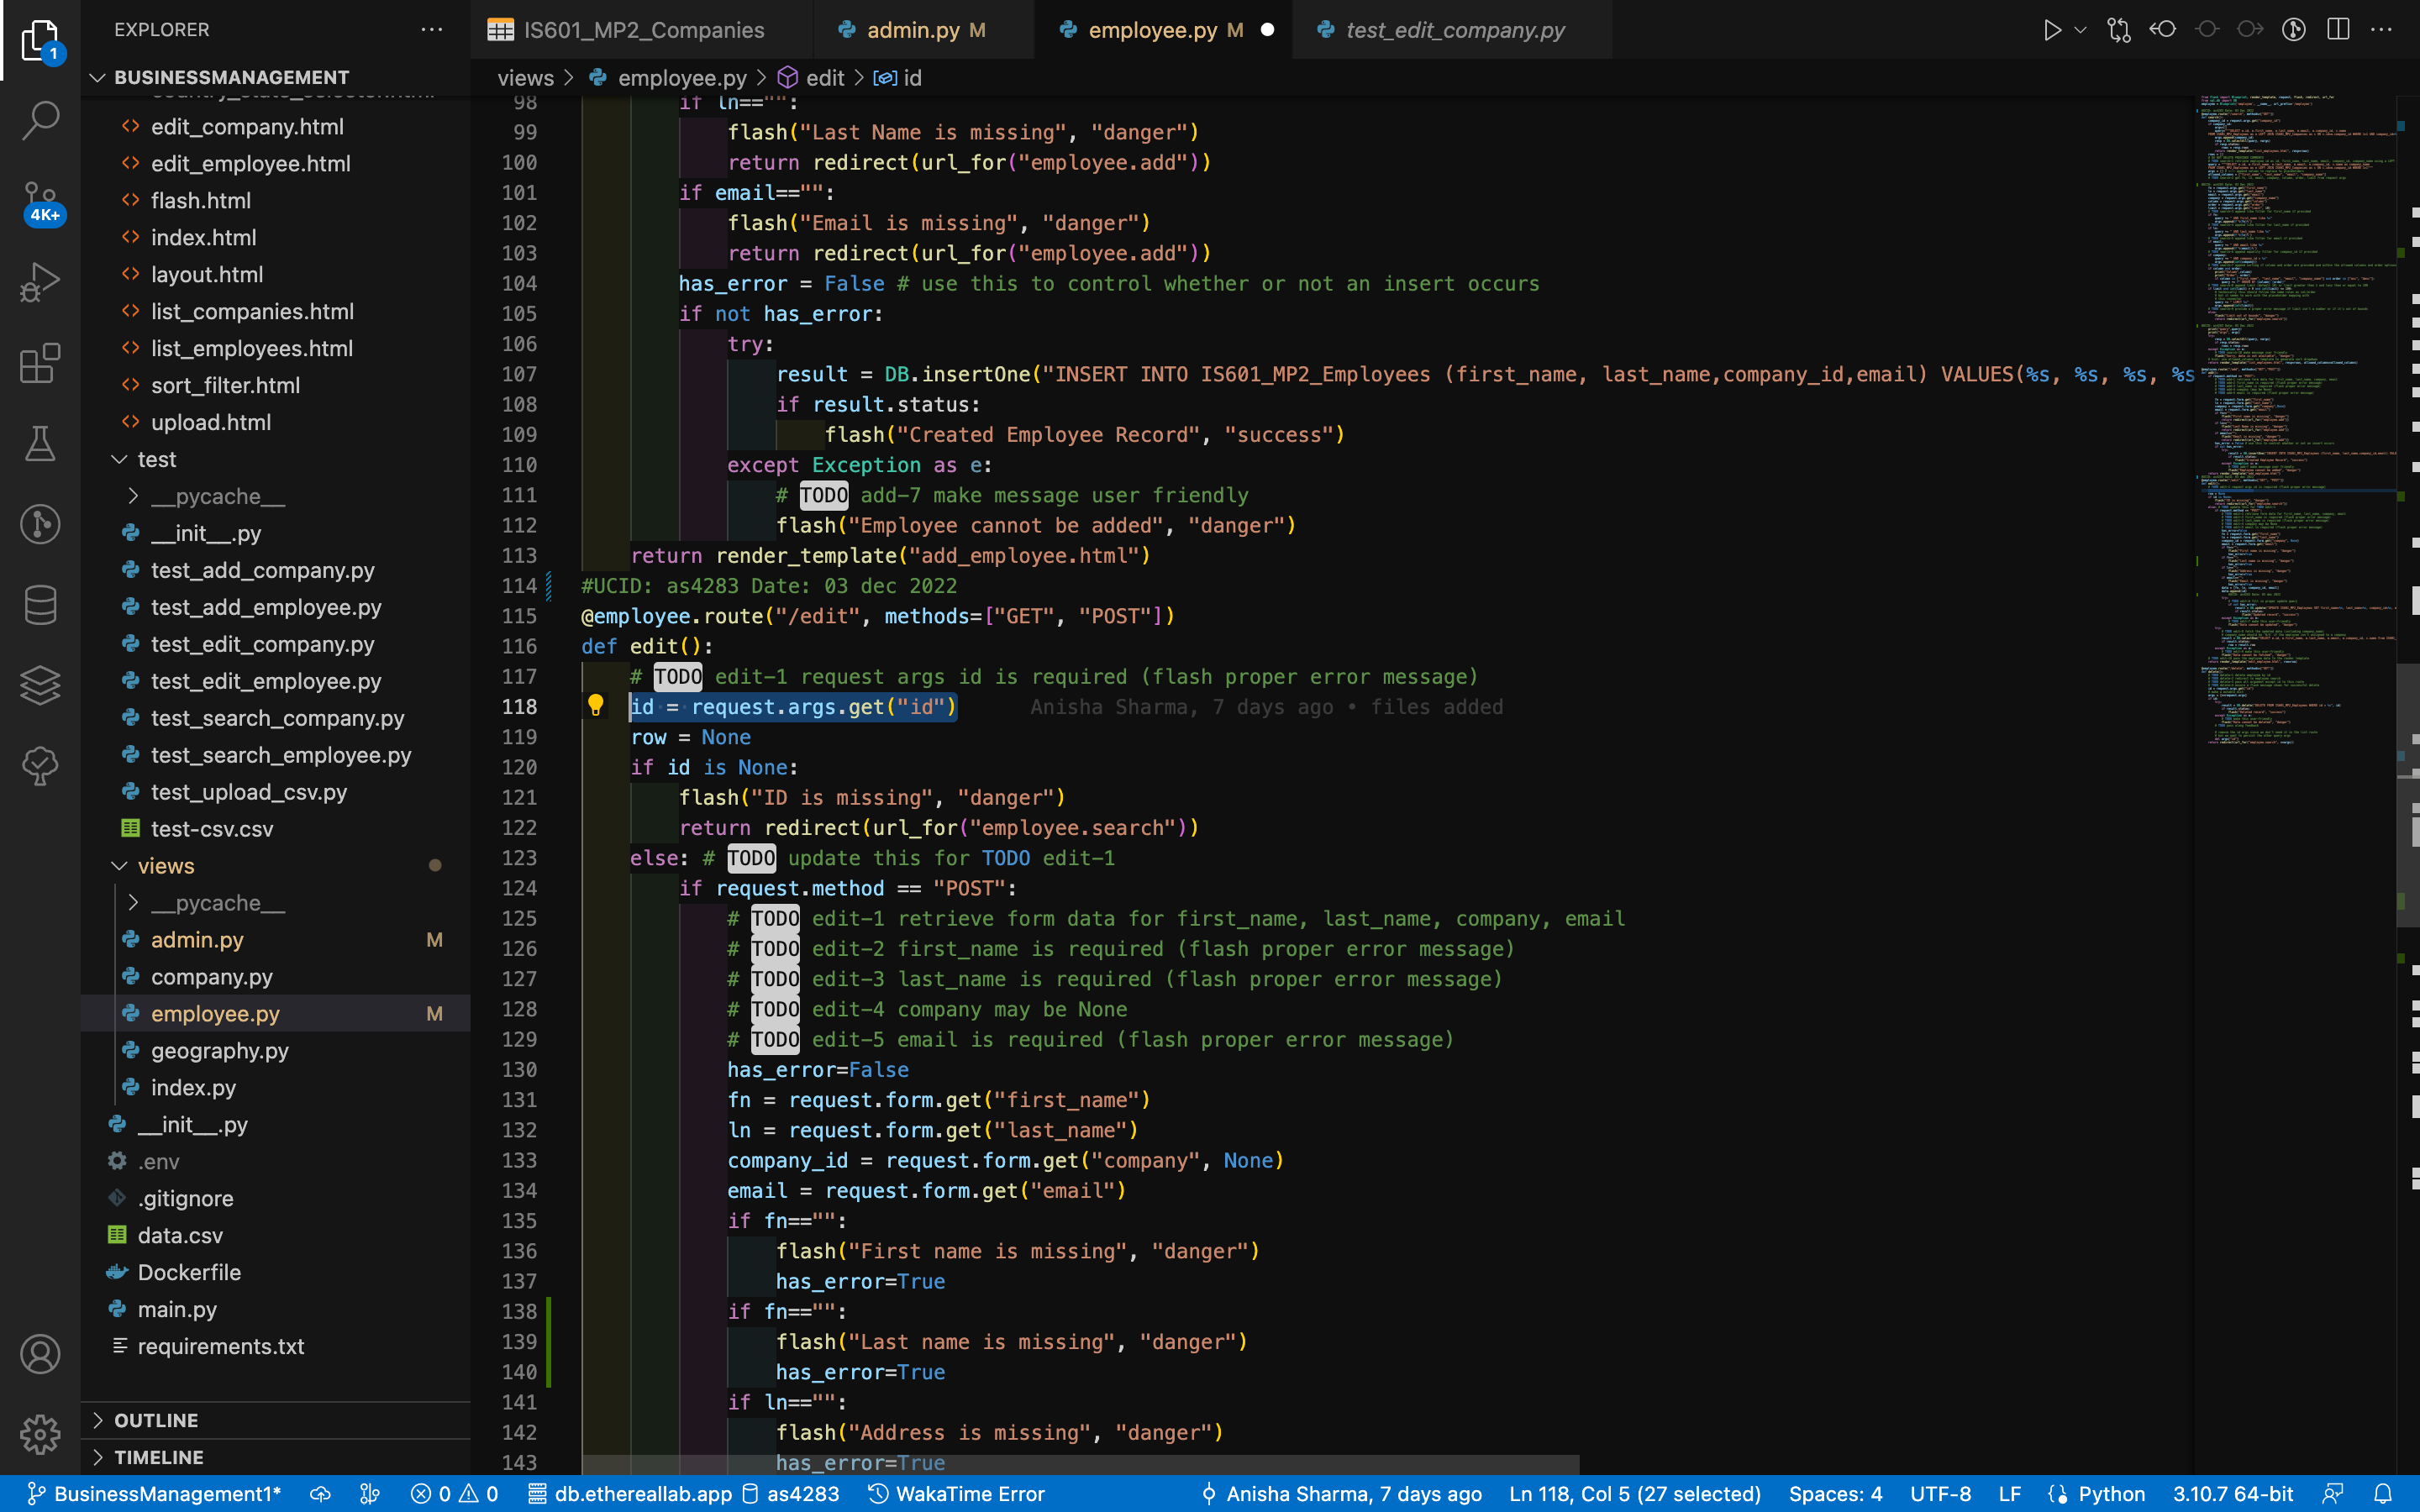 EXPLORER
IS601_MP2_Companies
admin.py M
employee.py M
test_edit_company.py
1
BUSINESSMANAGEMENT
views > employee.py > edit > id
edit_company.html
edit_employee.html
flash.html
index.html
layout.html
list_companies.html
list_employees.html
sort_filter.html
upload.html
test
__pycache__
__init__.py
test_add_company.py
test_add_employee.py
test_edit_company.py
test_edit_employee.py
test_search_company.py
test_search_employee.py
test_upload_csv.py
test-csv.csv
views
__pycache__
admin.py M
company.py
employee.py M
geography.py
index.py
__init__.py
.env
.gitignore
data.csv
Dockerfile
main.py
requirements.txt
OUTLINE
TIMELINE
4K+
98 if ln=="":
99 flash("Last Name is missing", "danger")
100 return redirect(url_for("employee.add"))
101 if email=="":
102 flash("Email is missing", "danger")
103 return redirect(url_for("employee.add"))
104 has_error = False # use this to control whether or not an insert occurs
105 if not has_error:
106 try:
107 result = DB.insertOne("INSERT INTO IS601_MP2_Employees (first_name, last_name,company_id,email) VALUES(%s, %s, %s, %s
108 if result.status:
109 flash("Created Employee Record", "success")
110 except Exception as e:
111 # TODO add-7 make message user friendly
112 flash("Employee cannot be added", "danger")
113 return render_template("add_employee.html")
114 #UCID: as4283 Date: 03 dec 2022
115 @employee.route("/edit", methods=["GET", "POST"])
116 def edit():
117 # TODO edit-1 request args id is required (flash proper error message)
118 id = request.args.get("id") Anisha Sharma, 7 days ago • files added
119 row = None
120 if id is None:
121 flash("ID is missing", "danger")
122 return redirect(url_for("employee.search"))
123 else: # TODO update this for TODO edit-1
124 if request.method == "POST":
125 # TODO edit-1 retrieve form data for first_name, last_name, company, email
126 # TODO edit-2 first_name is required (flash proper error message)
127 # TODO edit-3 last_name is required (flash proper error message)
128 # TODO edit-4 company may be None
129 # TODO edit-5 email is required (flash proper error message)
130 has_error=False
131 fn = request.form.get("first_name")
132 ln = request.form.get("last_name")
133 company_id = request.form.get("company", None)
134 email = request.form.get("email")
135 if fn=="":
136 flash("First name is missing", "danger")
137 has_error=True
138 if fn=="":
139 flash("Last name is missing", "danger")
140 has_error=True
141 if ln=="":
142 flash("Address is missing", "danger")
143 has_error=True
BusinessManagement1* 0 0 db.ethereallab.app as4283 WakaTime Error Anisha Sharma, 7 days ago Ln 118, Col 5 (27 selected) Spaces: 4 UTF-8 LF Python 3.10.7 64-bit